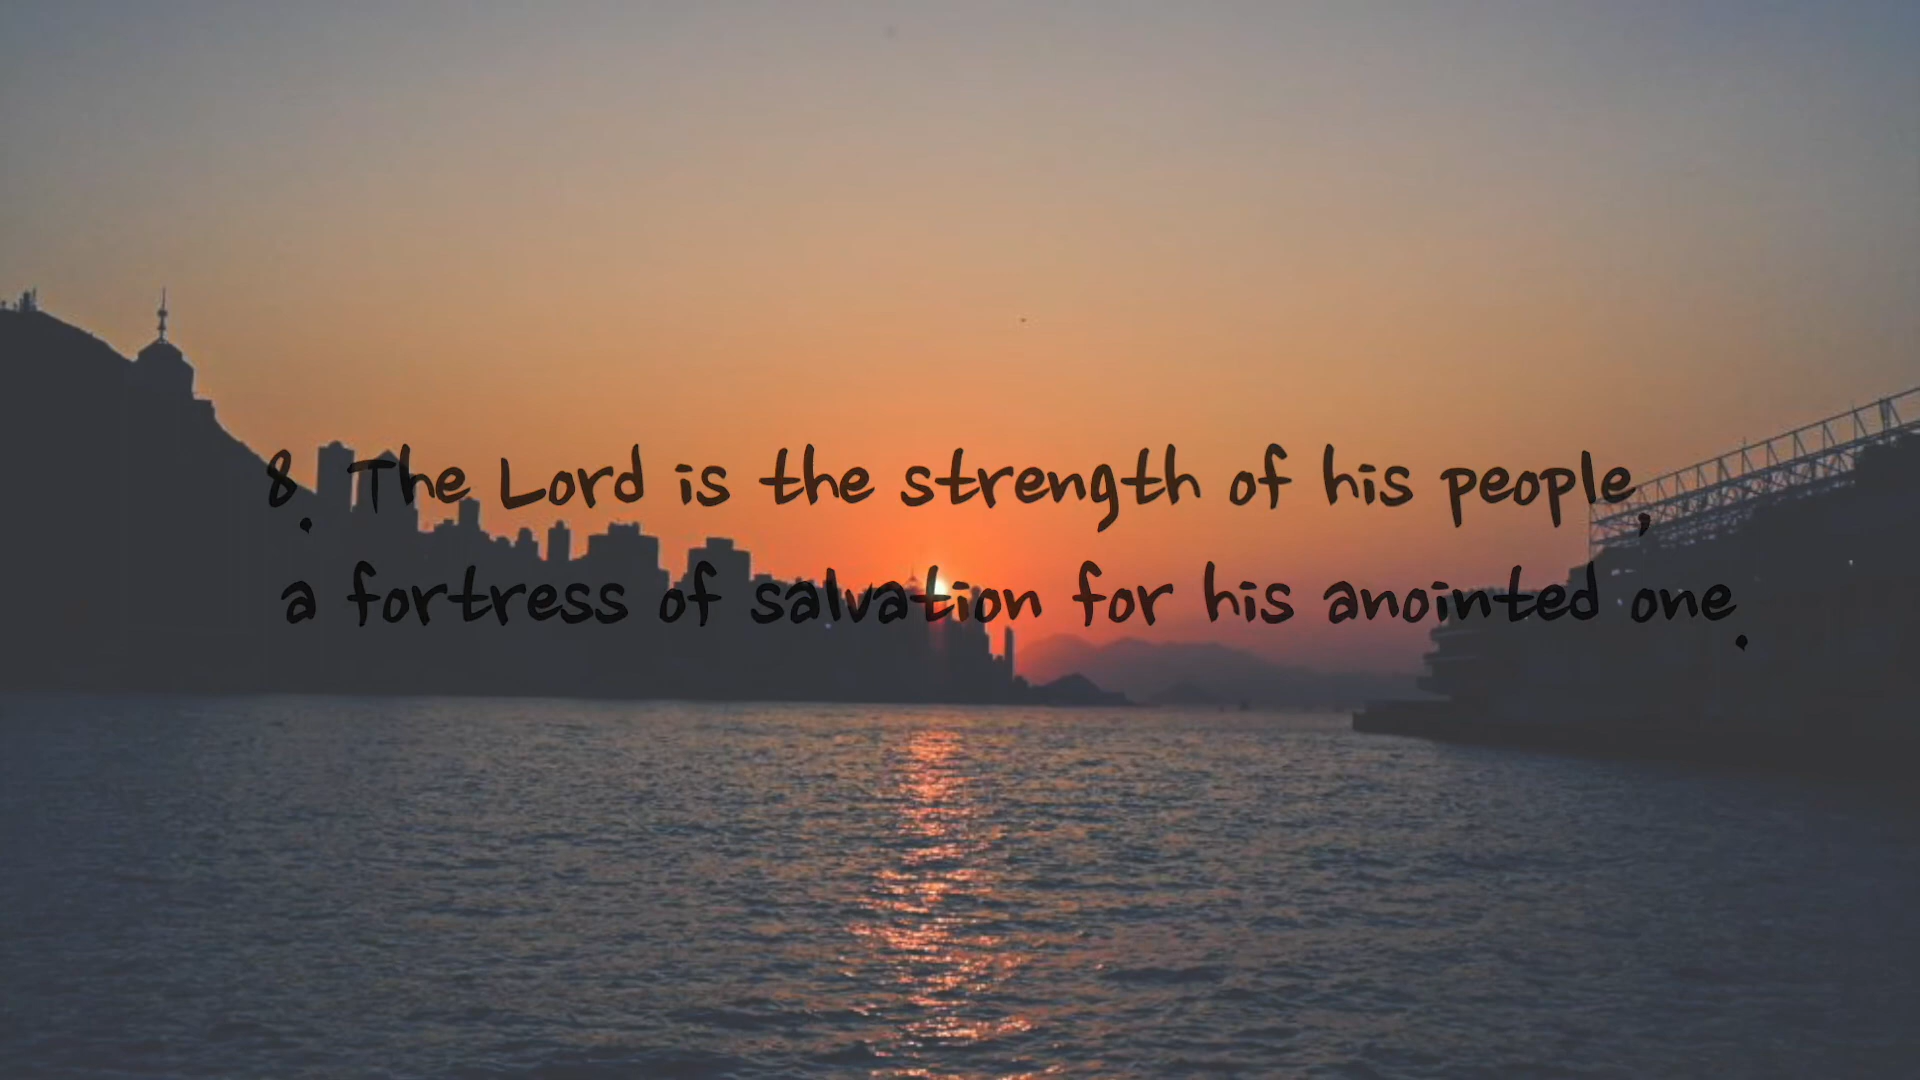 8. The Lord is the strength of his people,
a fortress of salvation for his anointed one.